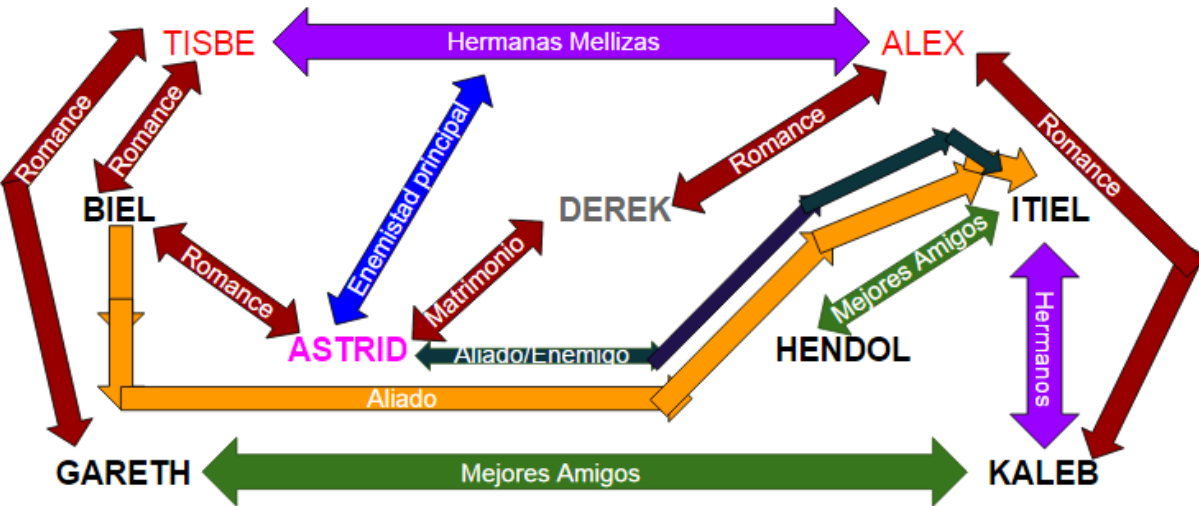 TISBE
Hermanas Mellizas
ALEX
Romance
Romance
Enemistad principal
Romance
Romance
BIEL
DEREK
ITIEL
Romance
Matrimonio
Mejores Amigos
ASTRID
Aliado/Enemigo
HENDOL
Hermanos
Aliado
GARETH
Mejores Amigos
KALEB